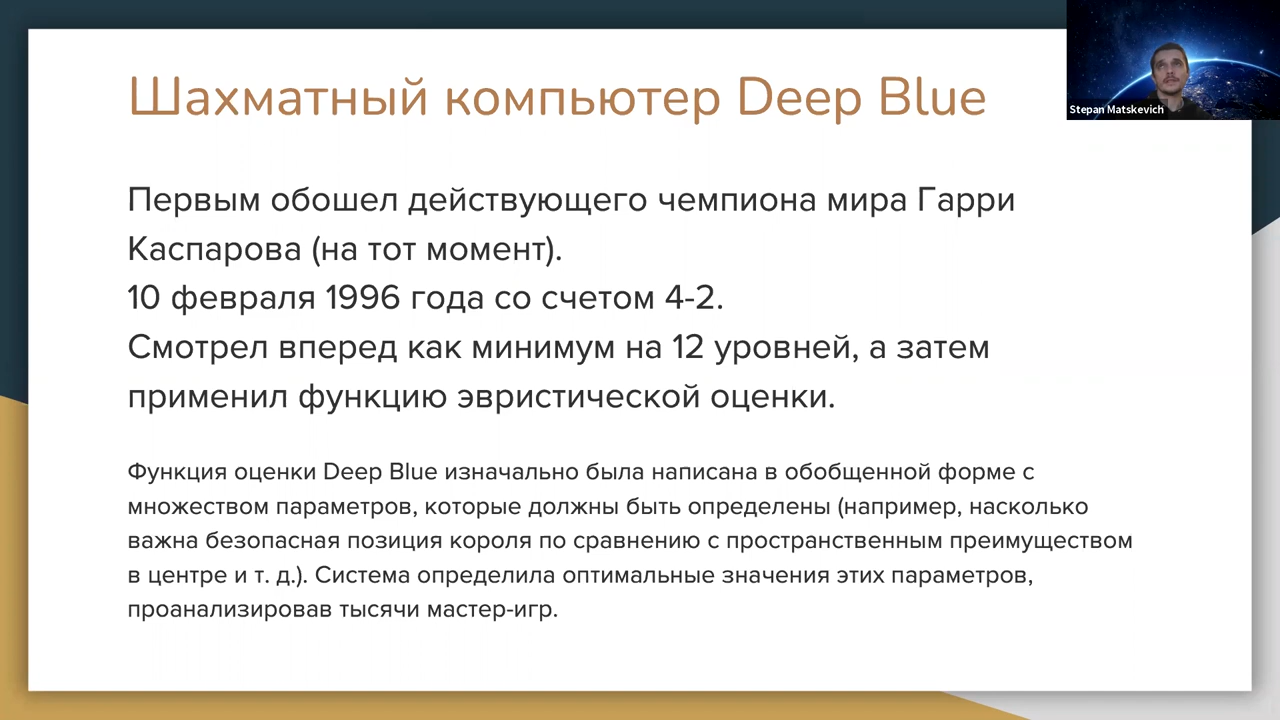 Шахматный компьютер Deep Blue
Stepan Matskevich
Первым обошел действующего чемпиона мира Гарри
Каспарова (на тот момент).
10 февраля 1996 года со счетом 4-2.
Смотрел вперед как минимум на 12 уровней, а затем
применил функцию эвристической оценки.
Функция оценки Deep Blue изначально была написана в обобщенной форме с
множеством параметров, которые должны быть определены (например, насколько
важна безопасная позиция короля по сравнению с пространственным преимуществом
в центре и т. д.). Система определила оптимальные значения этих параметров,
проанализировав тысячи мастер-игр.